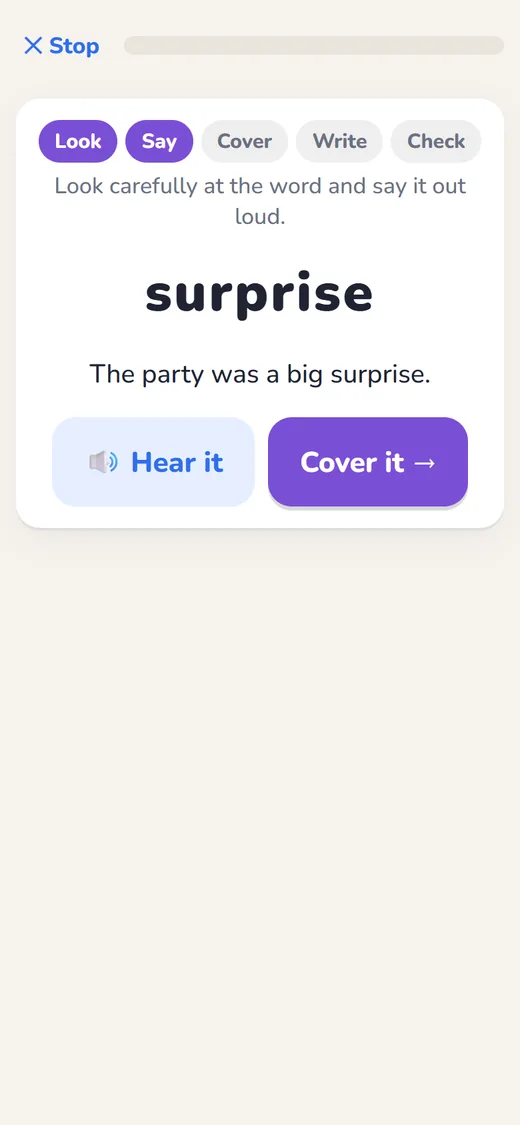 Stop
Look Say Cover Write Check
Look carefully at the word and say it out
loud.
surprise
The party was a big surprise.
Hear it Cover it →